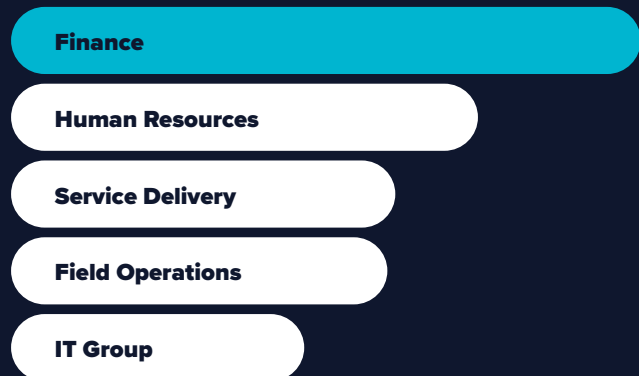 Finance
Human Resources
Service Delivery
Field Operations
IT Group